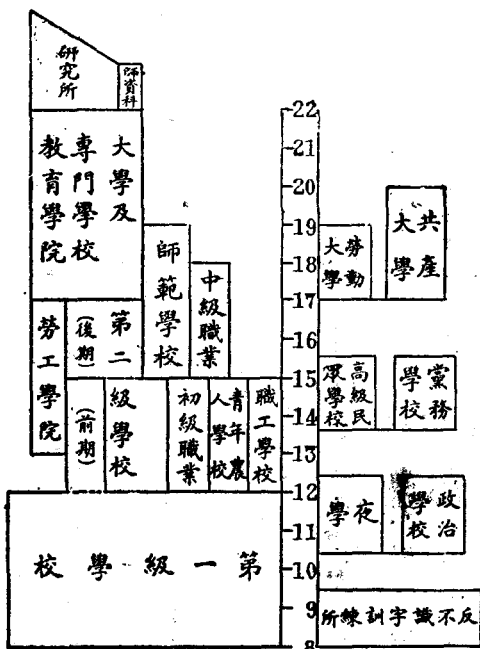 研究所
師資科
大學及
專門學校
教育學院
師範學校
中級職業
勞工學院
第二
級學校
(後期)
(前期)
初級職業
青年農
人學校
職工學校
第一級學校
22
21
20
19
18
17
16
15
14
13
12
11
10
9
8
勞動
大學
共產
大學
高級民
眾學校
黨務
學校
夜學
政治
學校
反不識字訓練所